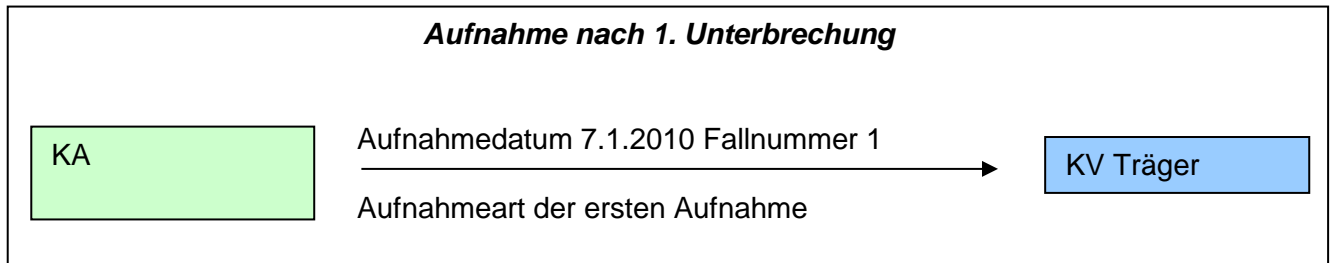 Aufnahme nach 1. Unterbrechung
Aufnahmedatum 7.1.2010 Fallnummer 1
KA
KV Träger
Aufnahmeart der ersten Aufnahme